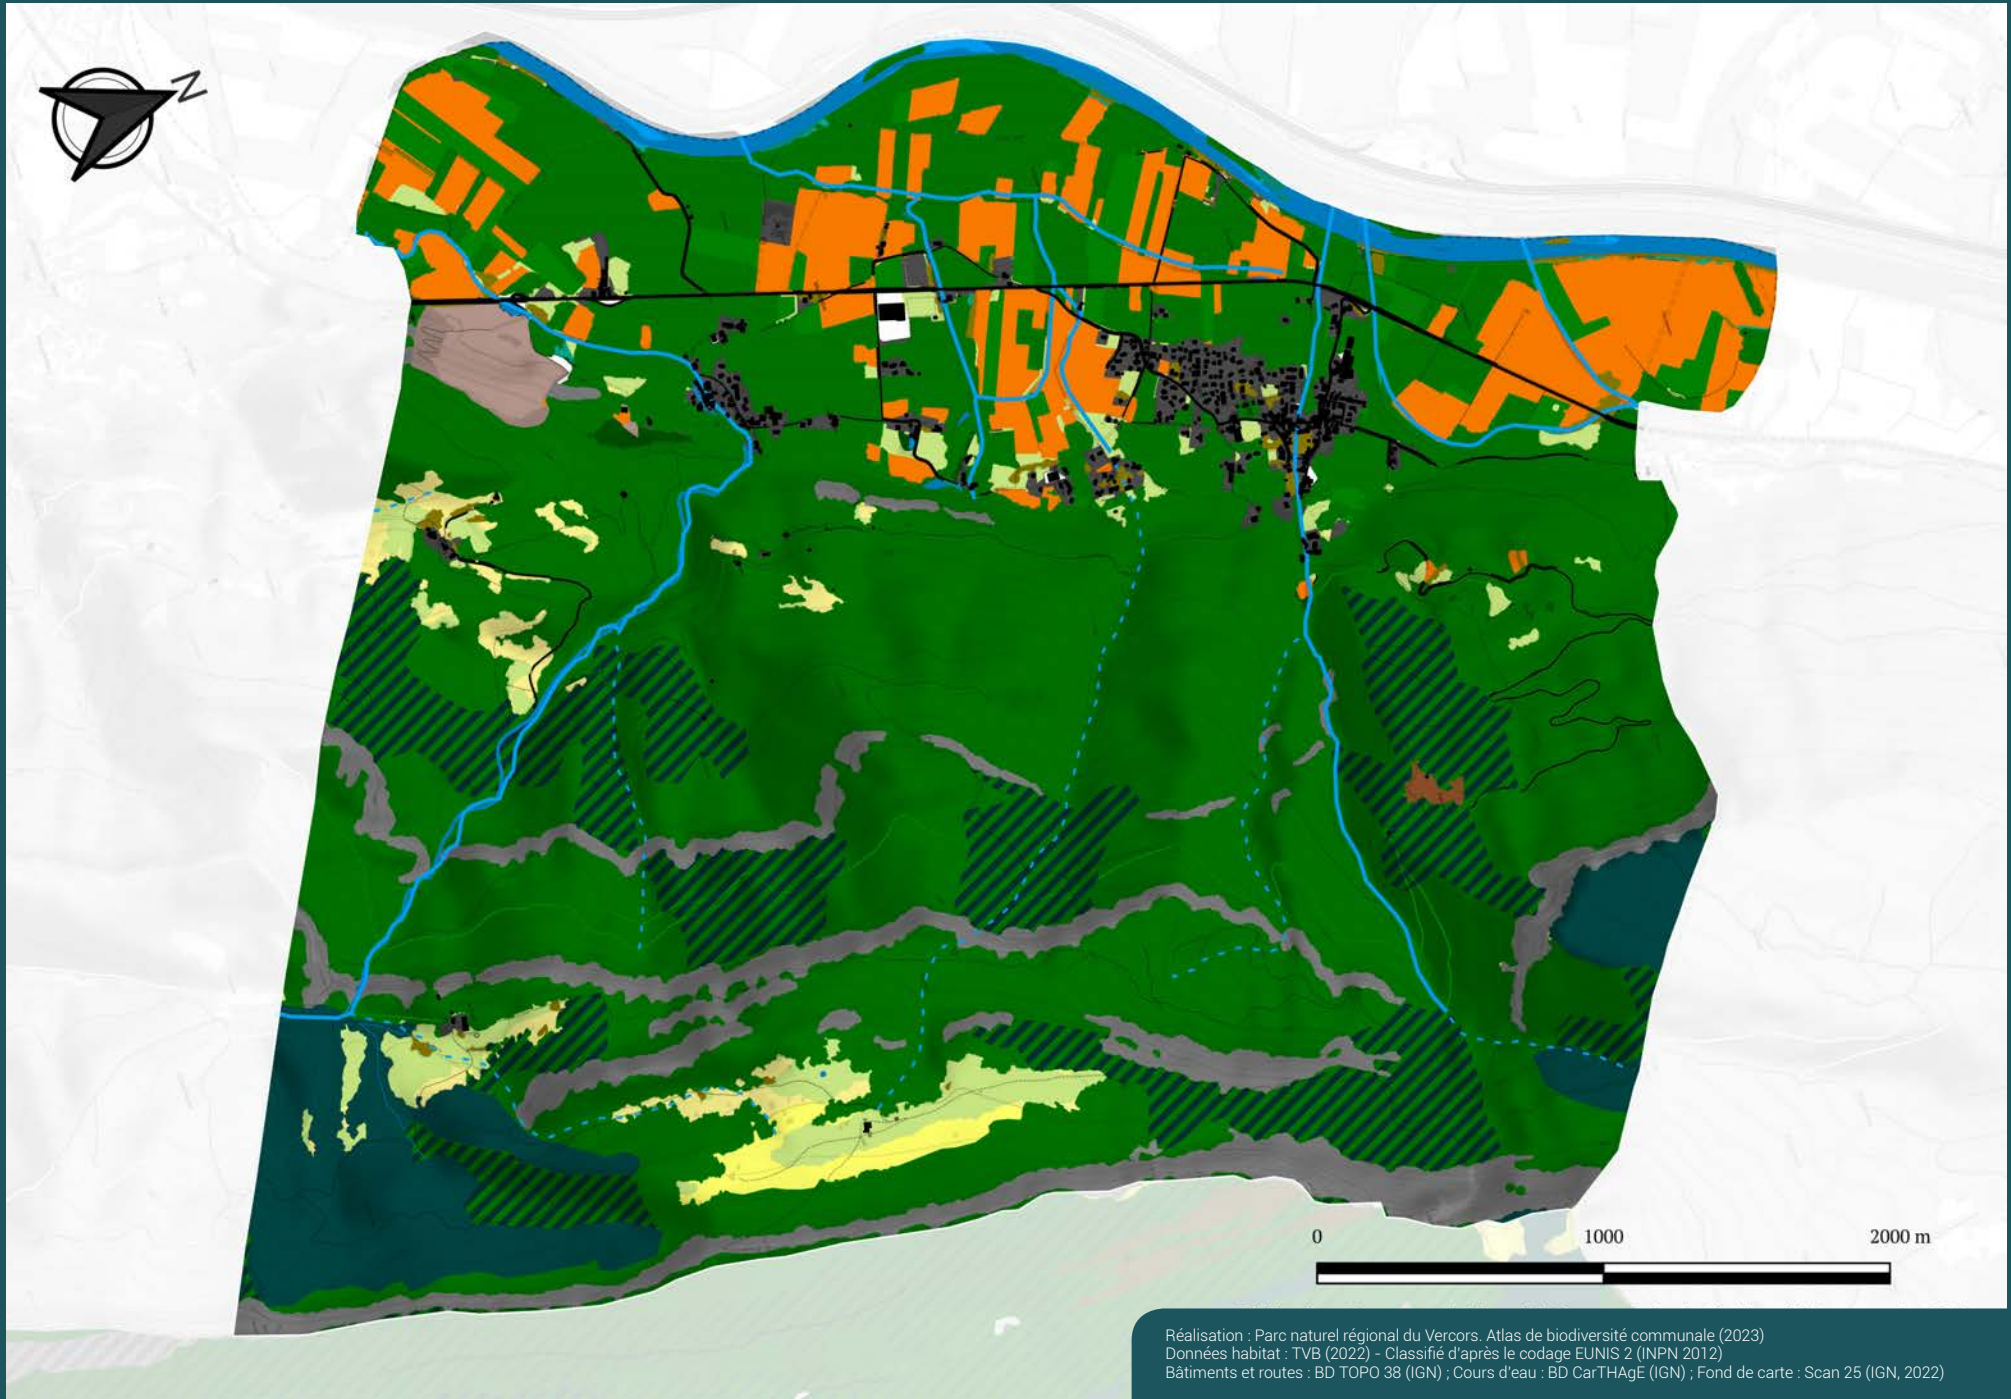 N
0 1000 2000 m
Réalisation : Parc naturel régional du Vercors. Atlas de biodiversité communale (2023)
Données habitat : TVB (2022) - Classifié d'après le codage EUNIS 2 (INPN 2012)
Bâtiments et routes : BD TOPO 38 (IGN) ; Cours d'eau : BD CarTHAgE (IGN) ; Fond de carte : Scan 25 (IGN, 2022)